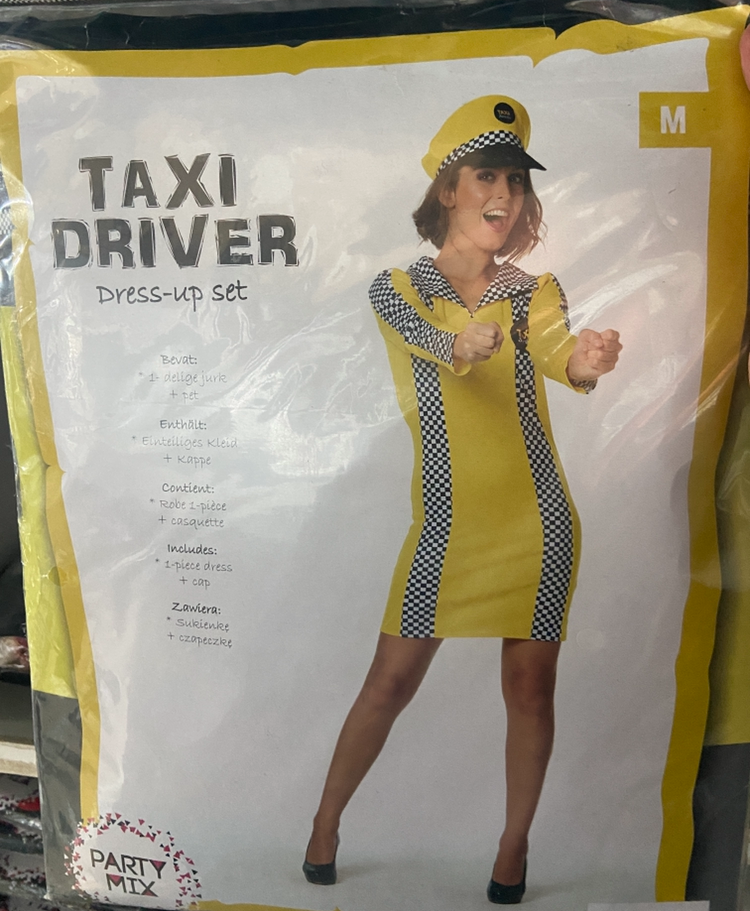 M
TAXI
DRIVER
Dress-up set
Bevat:
* 1-delige jurk
+ pet
Enthält:
* Einteiliges Kleid
+ Kappe
Contient:
* Robe 1-pièce
+ casquette
Includes:
* 1-piece dress
+ cap
Zawiera:
* Sukienkę
+ czapeczkę
TAXI
PARTY
MIX